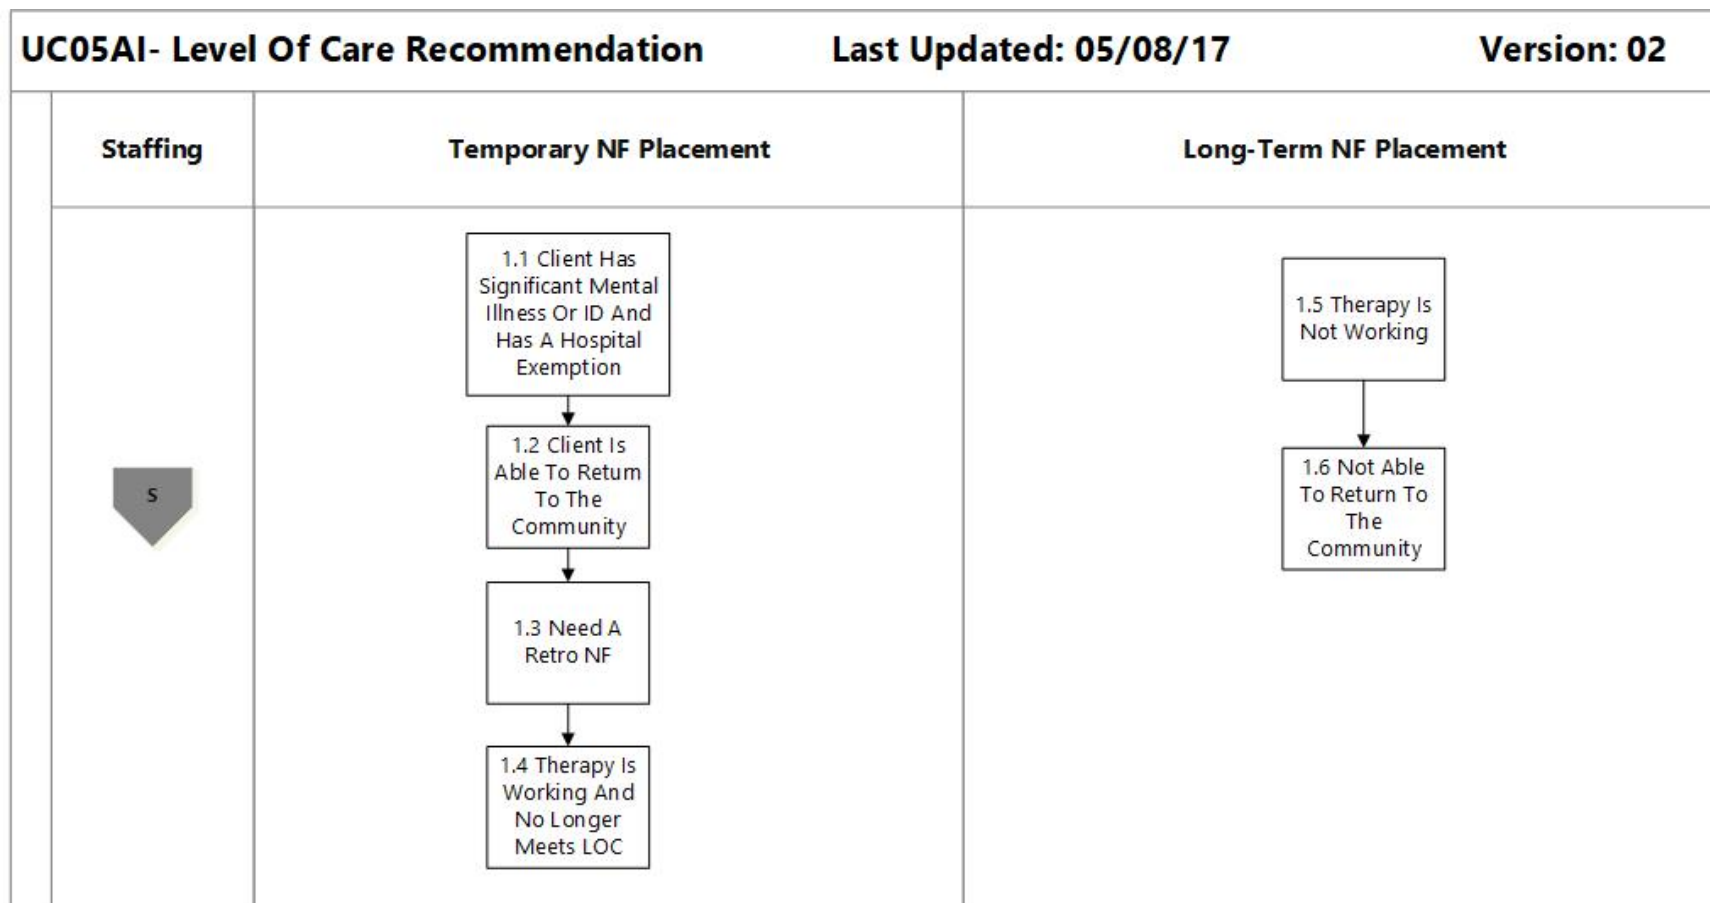 UC05AI- Level Of Care Recommendation Last Updated: 05/08/17 Version: 02
Staffing
Temporary NF Placement
Long-Term NF Placement
S
1.1 Client Has
Significant Mental
Illness Or ID And
Has A Hospital
Exemption
1.2 Client Is
Able To Return
To The
Community
1.3 Need A
Retro NF
1.4 Therapy Is
Working And
No Longer
Meets LOC
1.5 Therapy Is
Not Working
1.6 Not Able
To Return To
The
Community